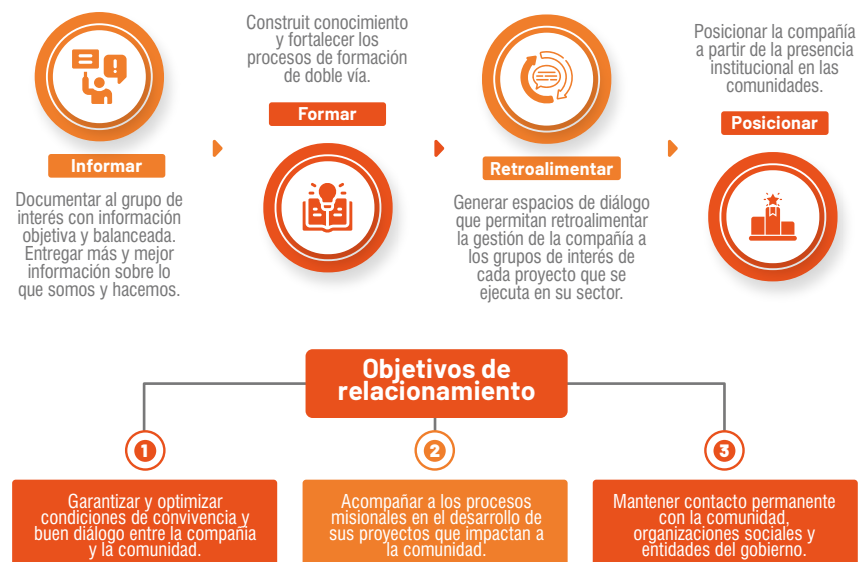 Informar
Documentar al grupo de
interés con información
objetiva y balanceada.
Entregar más y mejor
información sobre lo
que somos y hacemos.
Construit conocimiento
y fortalecer los
procesos de formación
de doble vía.
Formar
Retroalimentar
Generar espacios de diálogo
que permitan retroalimentar
la gestión de la compañía a
los grupos de interés de
cada proyecto que se
ejecuta en su sector.
Posicionar la compañía
a partir de la presencia
institucional en las
comunidades.
Posicionar
Objetivos de
relacionamiento
1
Garantizar y optimizar
condiciones de convivencia y
buen diálogo entre la compañía
y la comunidad.
2
Acompañar a los procesos
misionales en el desarrollo de
sus proyectos que impactan a
la comunidad.
3
Mantener contacto permanente
con la comunidad,
organizaciones sociales y
entidades del gobierno.